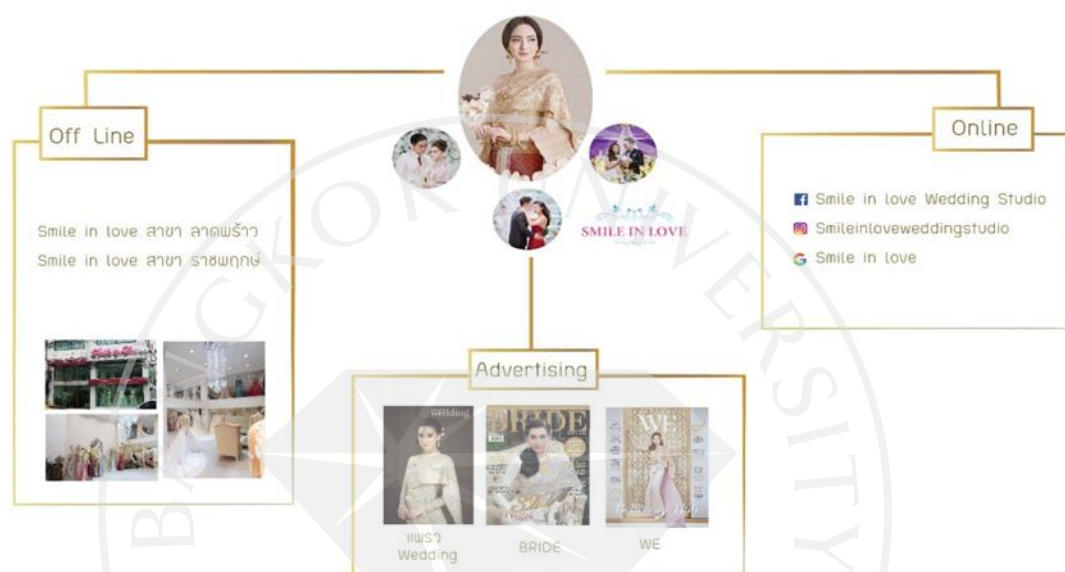 Off Line
Smile in love สาขา ลาดพร้าว
Smile in love สาขา ราชพฤกษ์
SMILE IN LOVE
Online
Smile in love Wedding Studio
Smileinloveweddingstudio
Smile in love
Advertising
wedding
BRIDE
WE
แพรว
Wedding
BRIDE
WE
BANGKOK UNIVERSITY